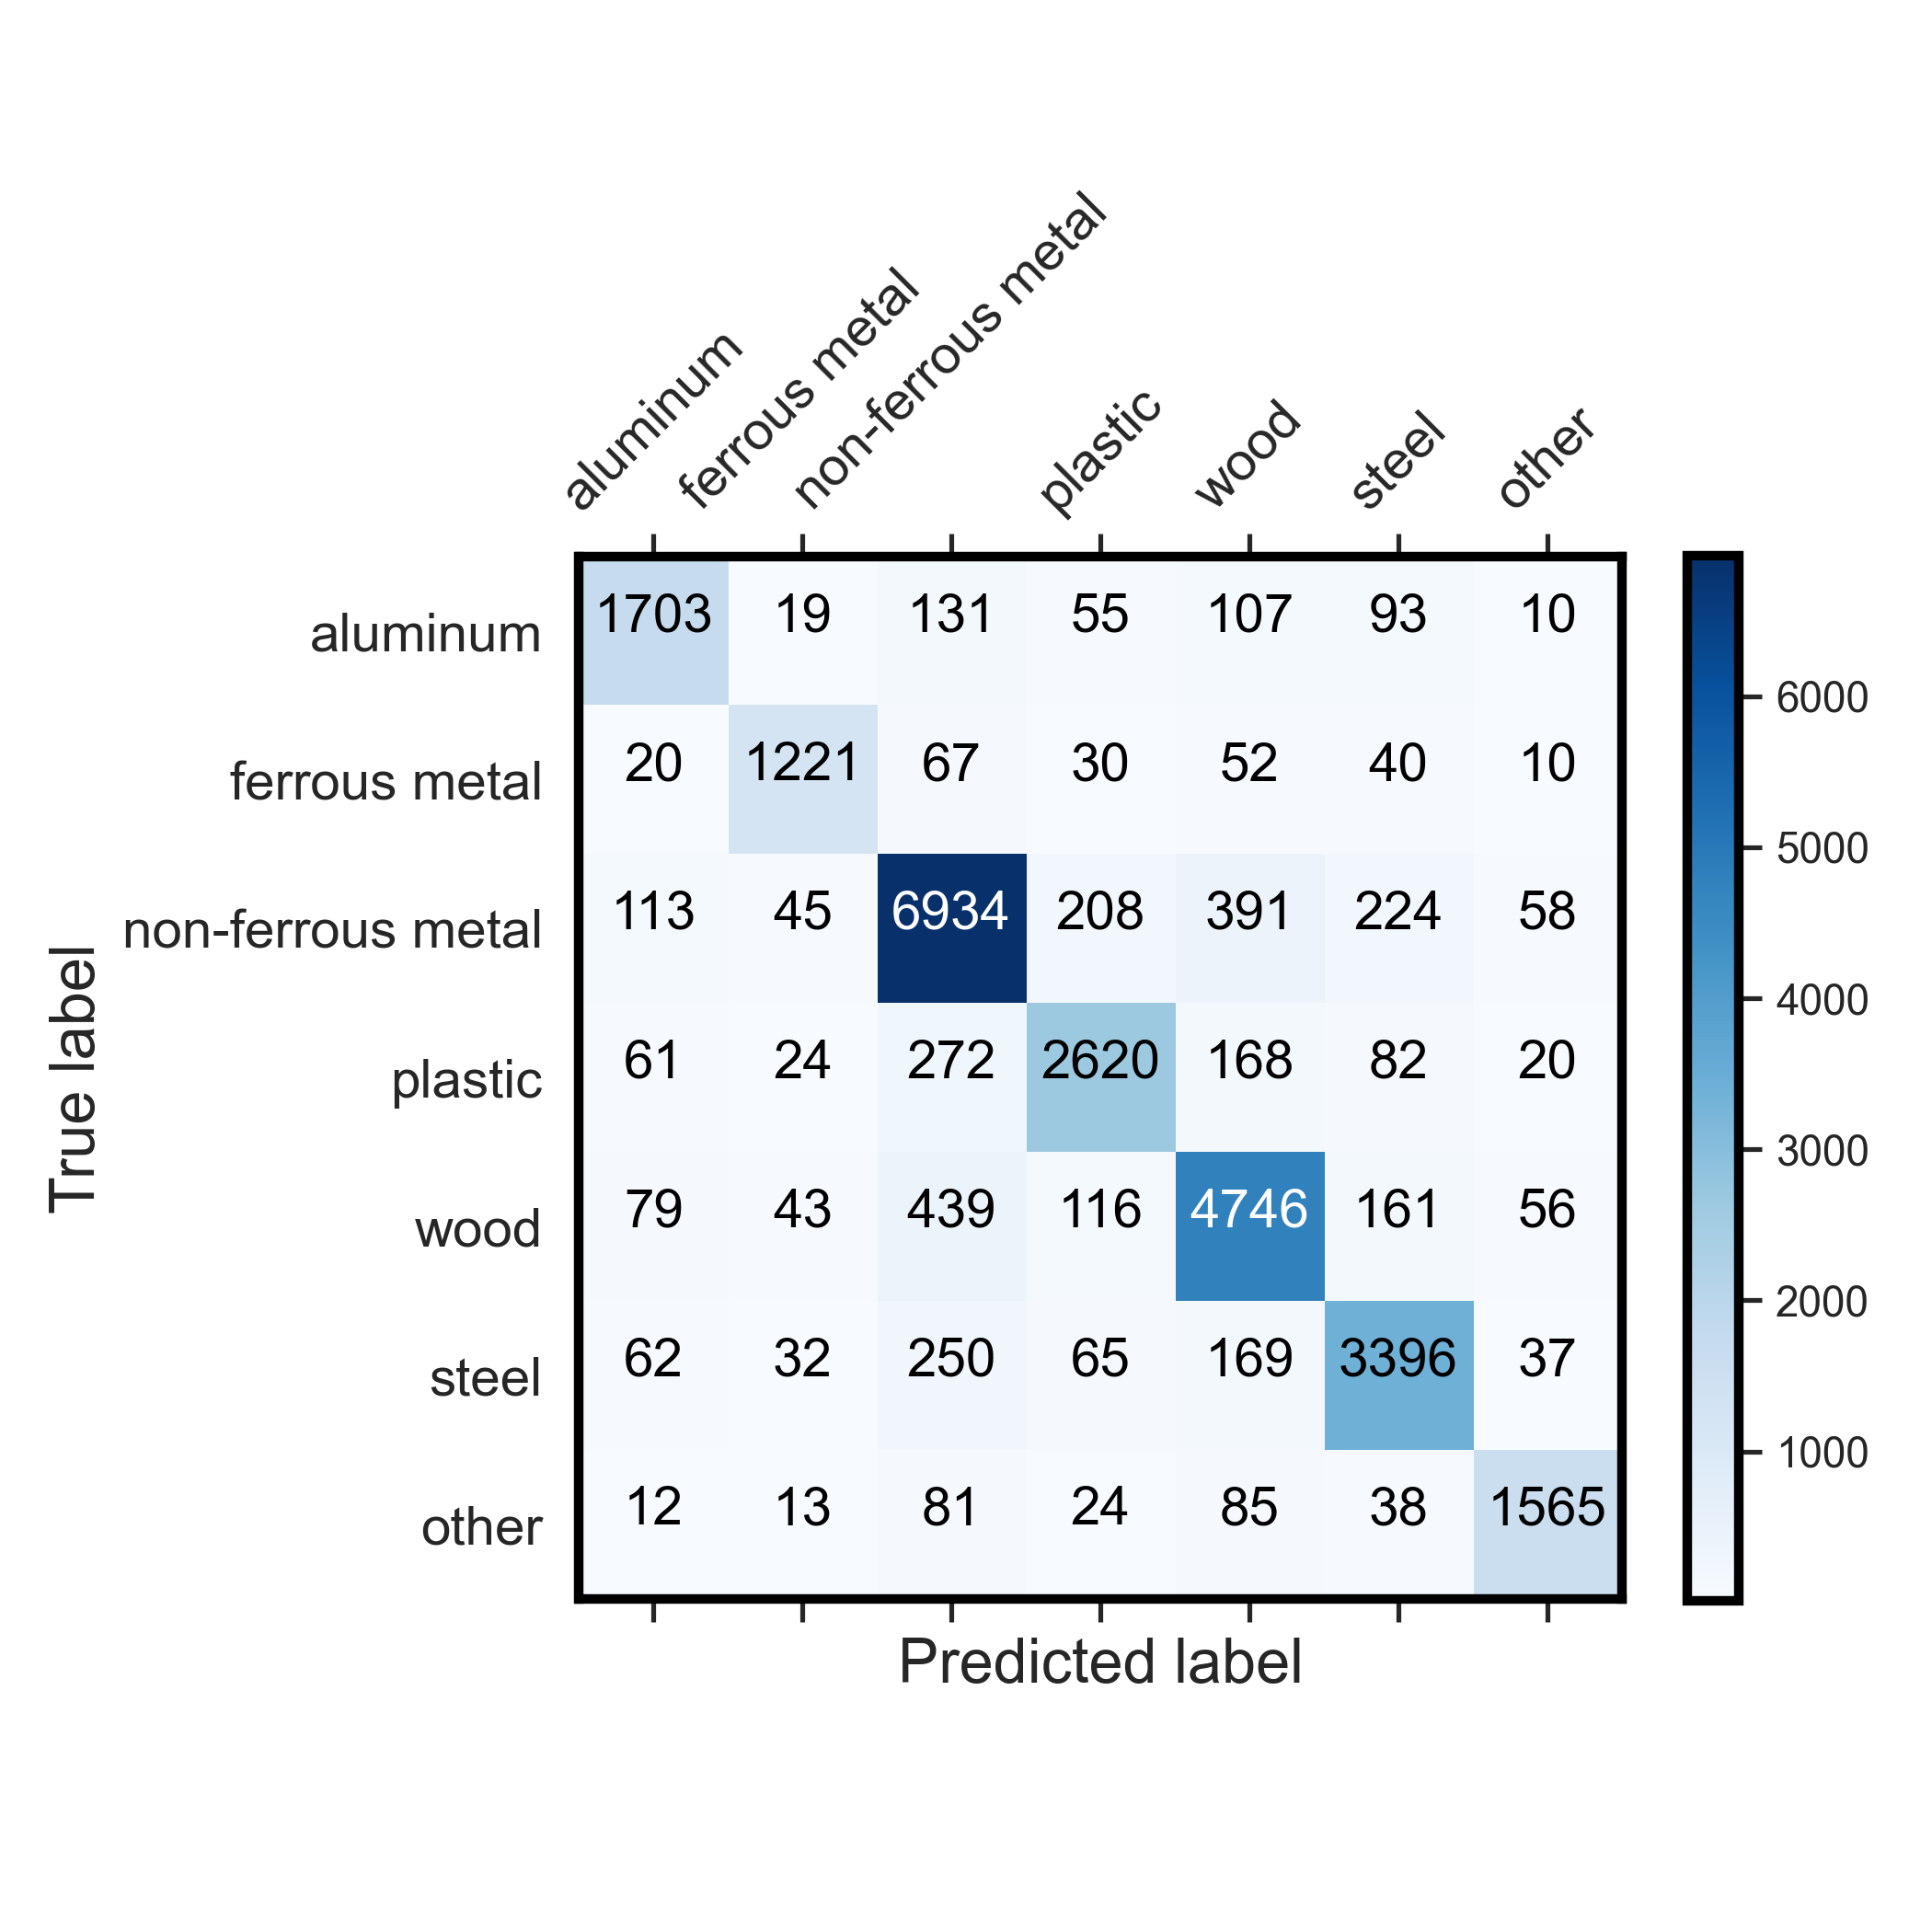 aluminum
ferrous metal
non-ferrous metal
plastic
wood
steel
other
True label
aluminum 1703 19 131 55 107 93 10
ferrous metal 20 1221 67 30 52 40 10
non-ferrous metal 113 45 6934 208 391 224 58
plastic 61 24 272 2620 168 82 20
wood 79 43 439 116 4746 161 56
steel 62 32 250 65 169 3396 37
other 12 13 81 24 85 38 1565
Predicted label
6000
5000
4000
3000
2000
1000